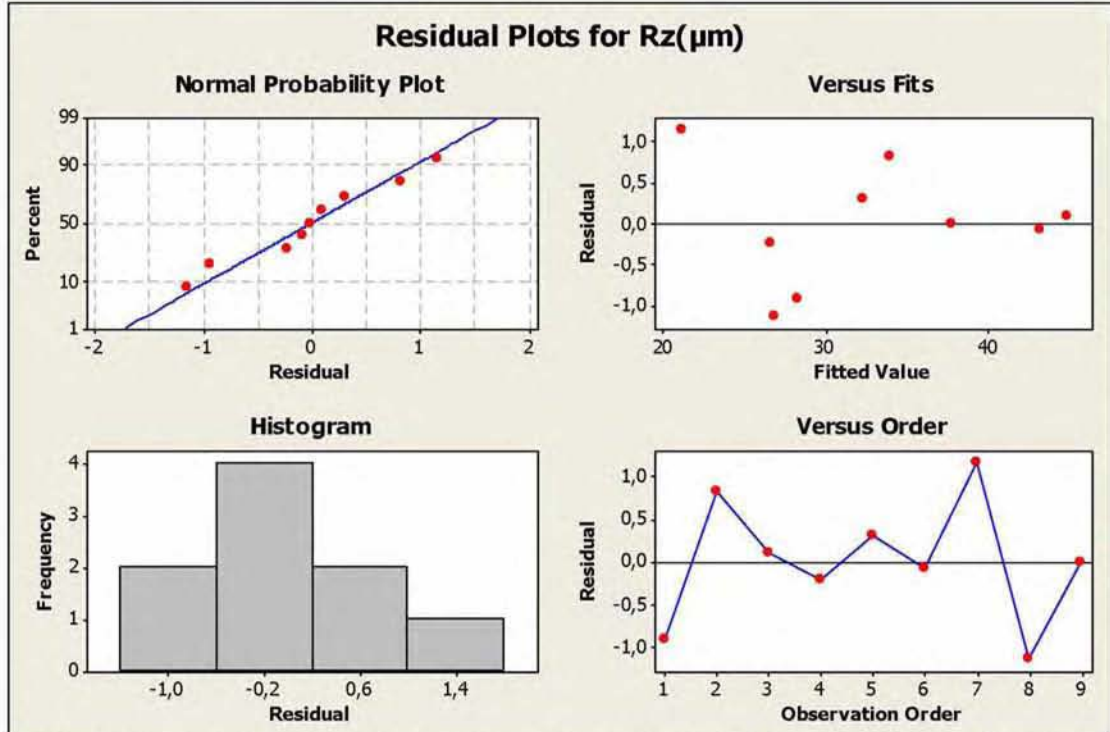 Residual Plots for Rz(µm)
Normal Probability Plot
Percent
99
90
50
10
1
-2 -1 0 1 2
Residual
Versus Fits
Residual
1,0
0,5
0,0
-0,5
-1,0
20 30 40
Fitted Value
Histogram
Frequency
4
3
2
1
0
-1,0 -0,2 0,6 1,4
Residual
Versus Order
Residual
1,0
0,5
0,0
-0,5
-1,0
1 2 3 4 5 6 7 8 9
Observation Order